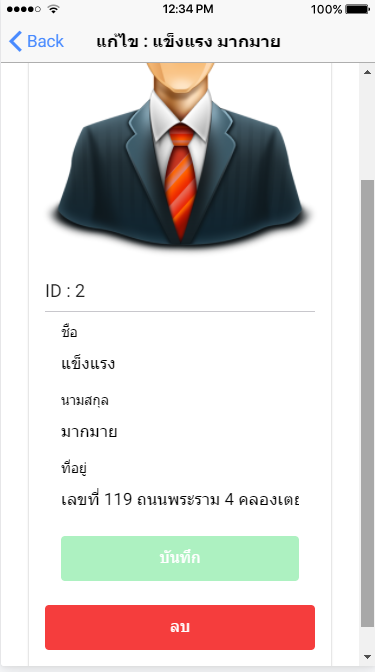 12:34 PM 100%
Back แก้ไข : แข็งแรง มากมาย
ID : 2
ชื่อ
แข็งแรง
นามสกุล
มากมาย
ที่อยู่
เลขที่ 119 ถนนพระราม 4 คลองเตย
บันทึก
ลบ